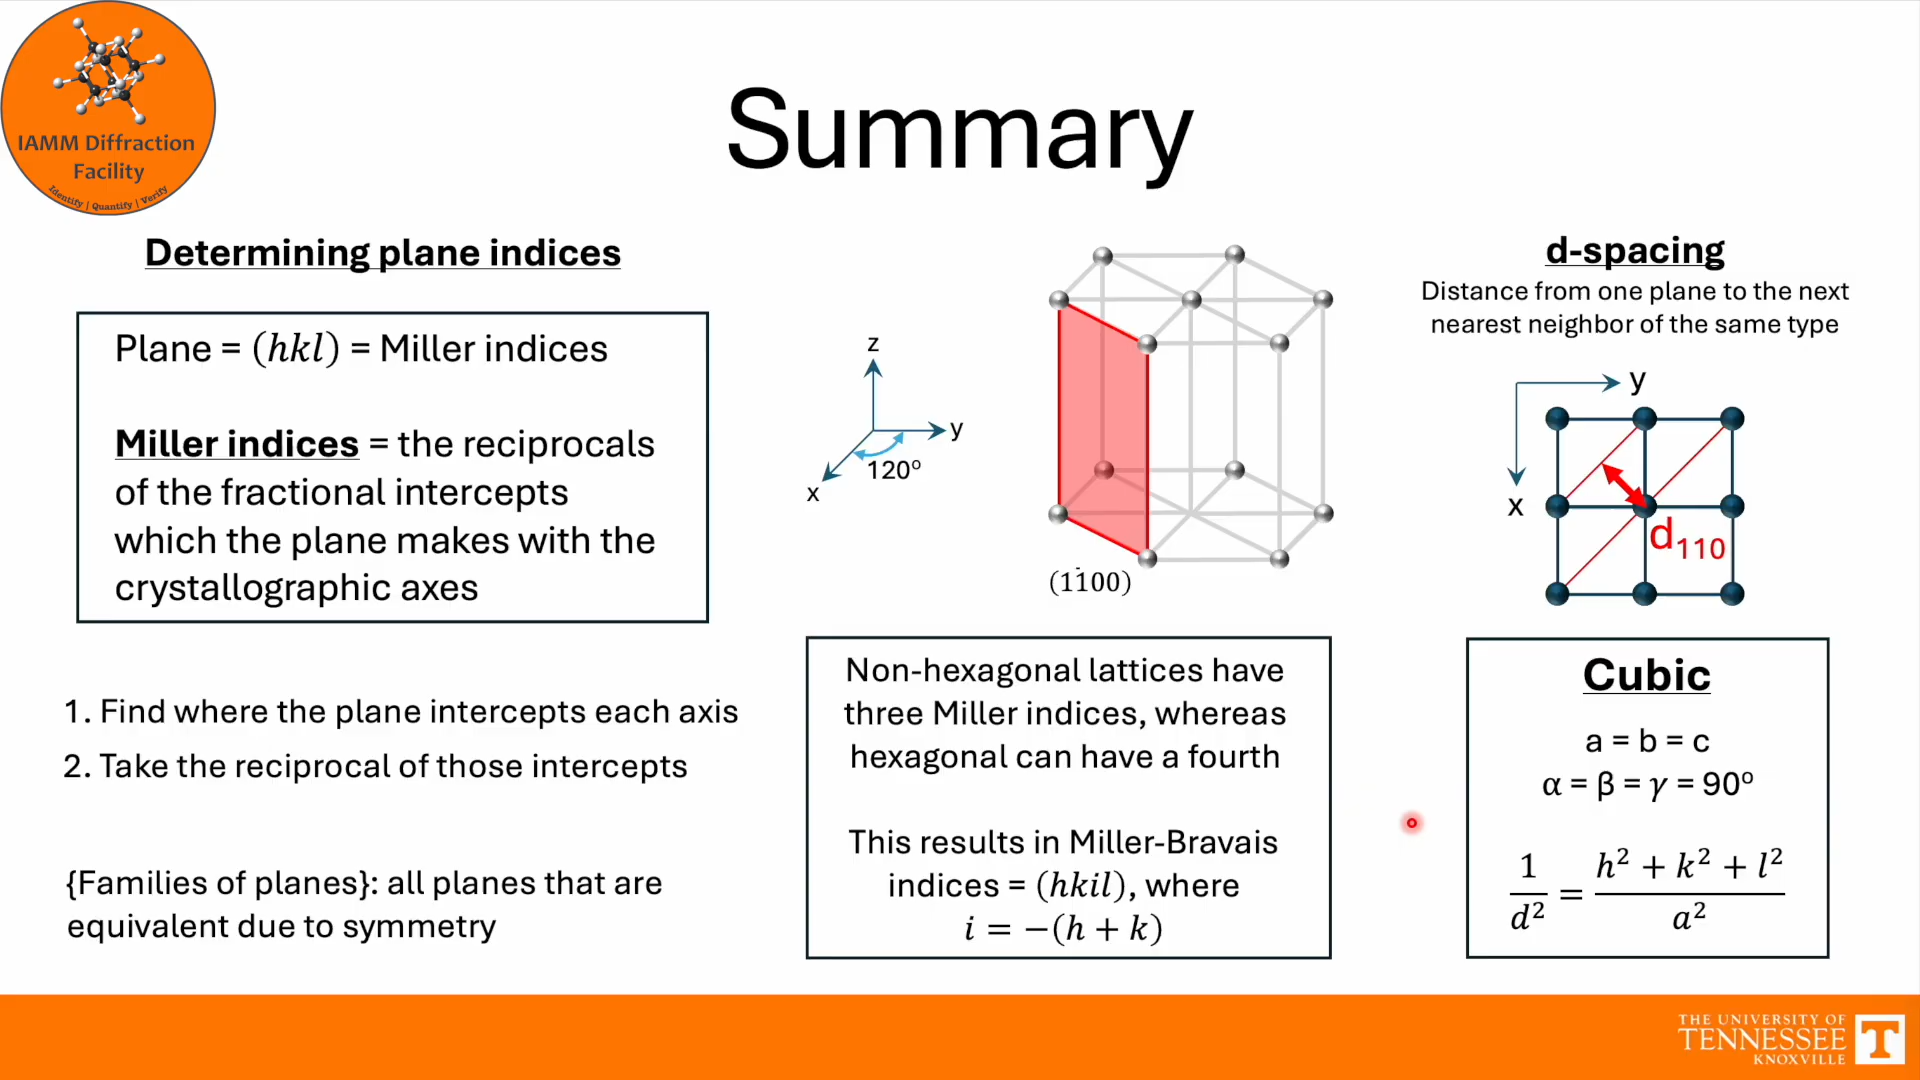 IAMM Diffraction
Facility
Identify | Quantify | Verify
Summary
Determining plane indices
Plane = (hkl) = Miller indices
Miller indices = the reciprocals
of the fractional intercepts
which the plane makes with the
crystallographic axes
1. Find where the plane intercepts each axis
2. Take the reciprocal of those intercepts
{Families of planes}: all planes that are
equivalent due to symmetry
z
y
120°
x
(11̄00)
Non-hexagonal lattices have
three Miller indices, whereas
hexagonal can have a fourth
This results in Miller-Bravais
indices = (hkil), where
i = −(h + k)
d-spacing
Distance from one plane to the next
nearest neighbor of the same type
y
x
d₁₁₀
Cubic
a = b = c
α = β = γ = 90°
1/d² = (h² + k² + l²)/a²
THE UNIVERSITY OF
TENNESSEE
KNOXVILLE
T